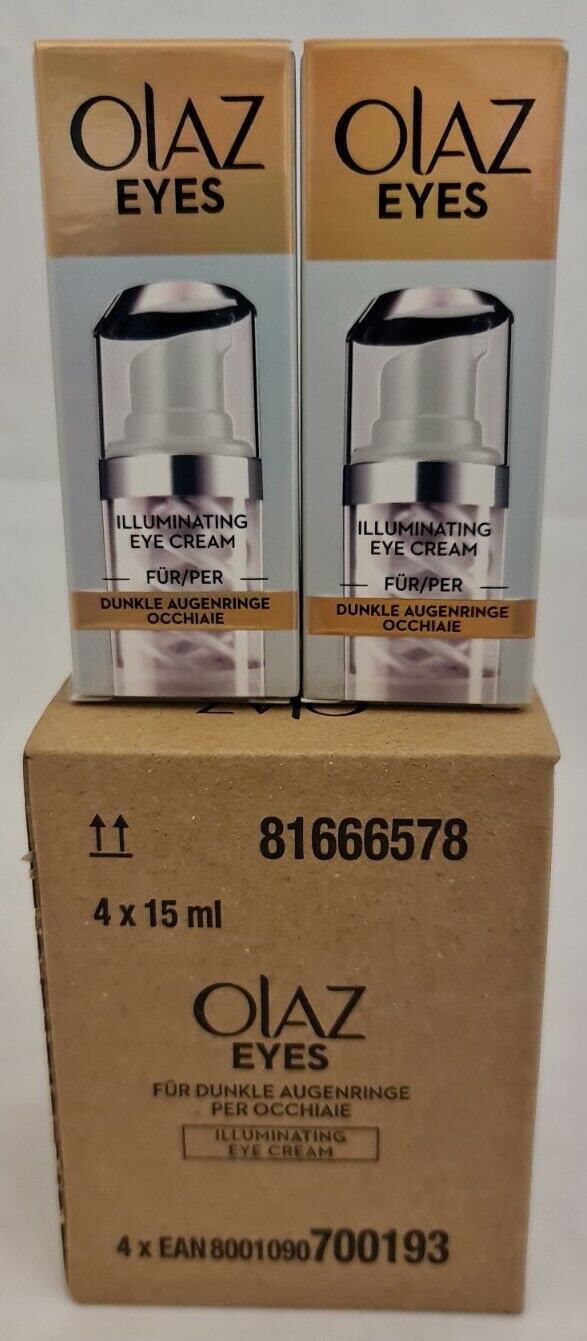 OlAZ
EYES
ILLUMINATING
EYE CREAM
FÜR/PER
DUNKLE AUGENRINGE
OCCHIAIE
OlAZ
EYES
ILLUMINATING
EYE CREAM
FÜR/PER
DUNKLE AUGENRINGE
OCCHIAIE
81666578
4 x 15 ml
OlAZ
EYES
FÜR DUNKLE AUGENRINGE
PER OCCHIAIE
ILLUMINATING
EYE CREAM
4 x EAN 8001090700193